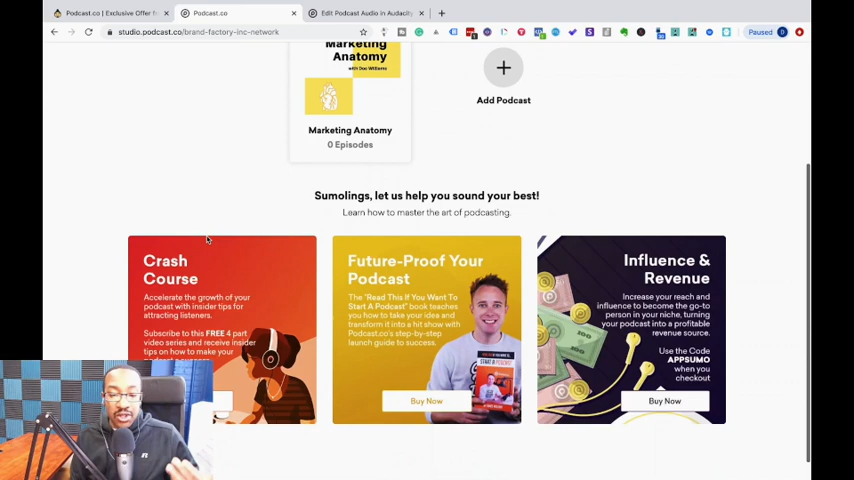 Podcast.co | Exclusive Offer f
Podcast.co
Edit Podcast Audio in Audacity
studio.podcast.co/brand-factory-inc-network
Paused
D
Marketing
Anatomy
with Doc Williams
Marketing Anatomy
0 Episodes
Add Podcast
Sumolings, let us help you sound your best!
Learn how to master the art of podcasting.
Crash
Course
Accelerate the growth of your
podcast with insider tips for
attracting listeners.
Subscribe to this FREE 4 part
video series and receive insider
tips on how to make your
Future-Proof Your
Podcast
The "Read This If You Want To
Start A Podcast" book teaches
you how to take your idea and
transform it into a hit show with
Podcast.co's step-by-step
launch guide to success.
Buy Now
Influence &
Revenue
Increase your reach and
influence to become the go-to
person in your niche, turning
your podcast into a profitable
revenue source.
Use the Code
APPSUMO
when you
checkout
Buy Now